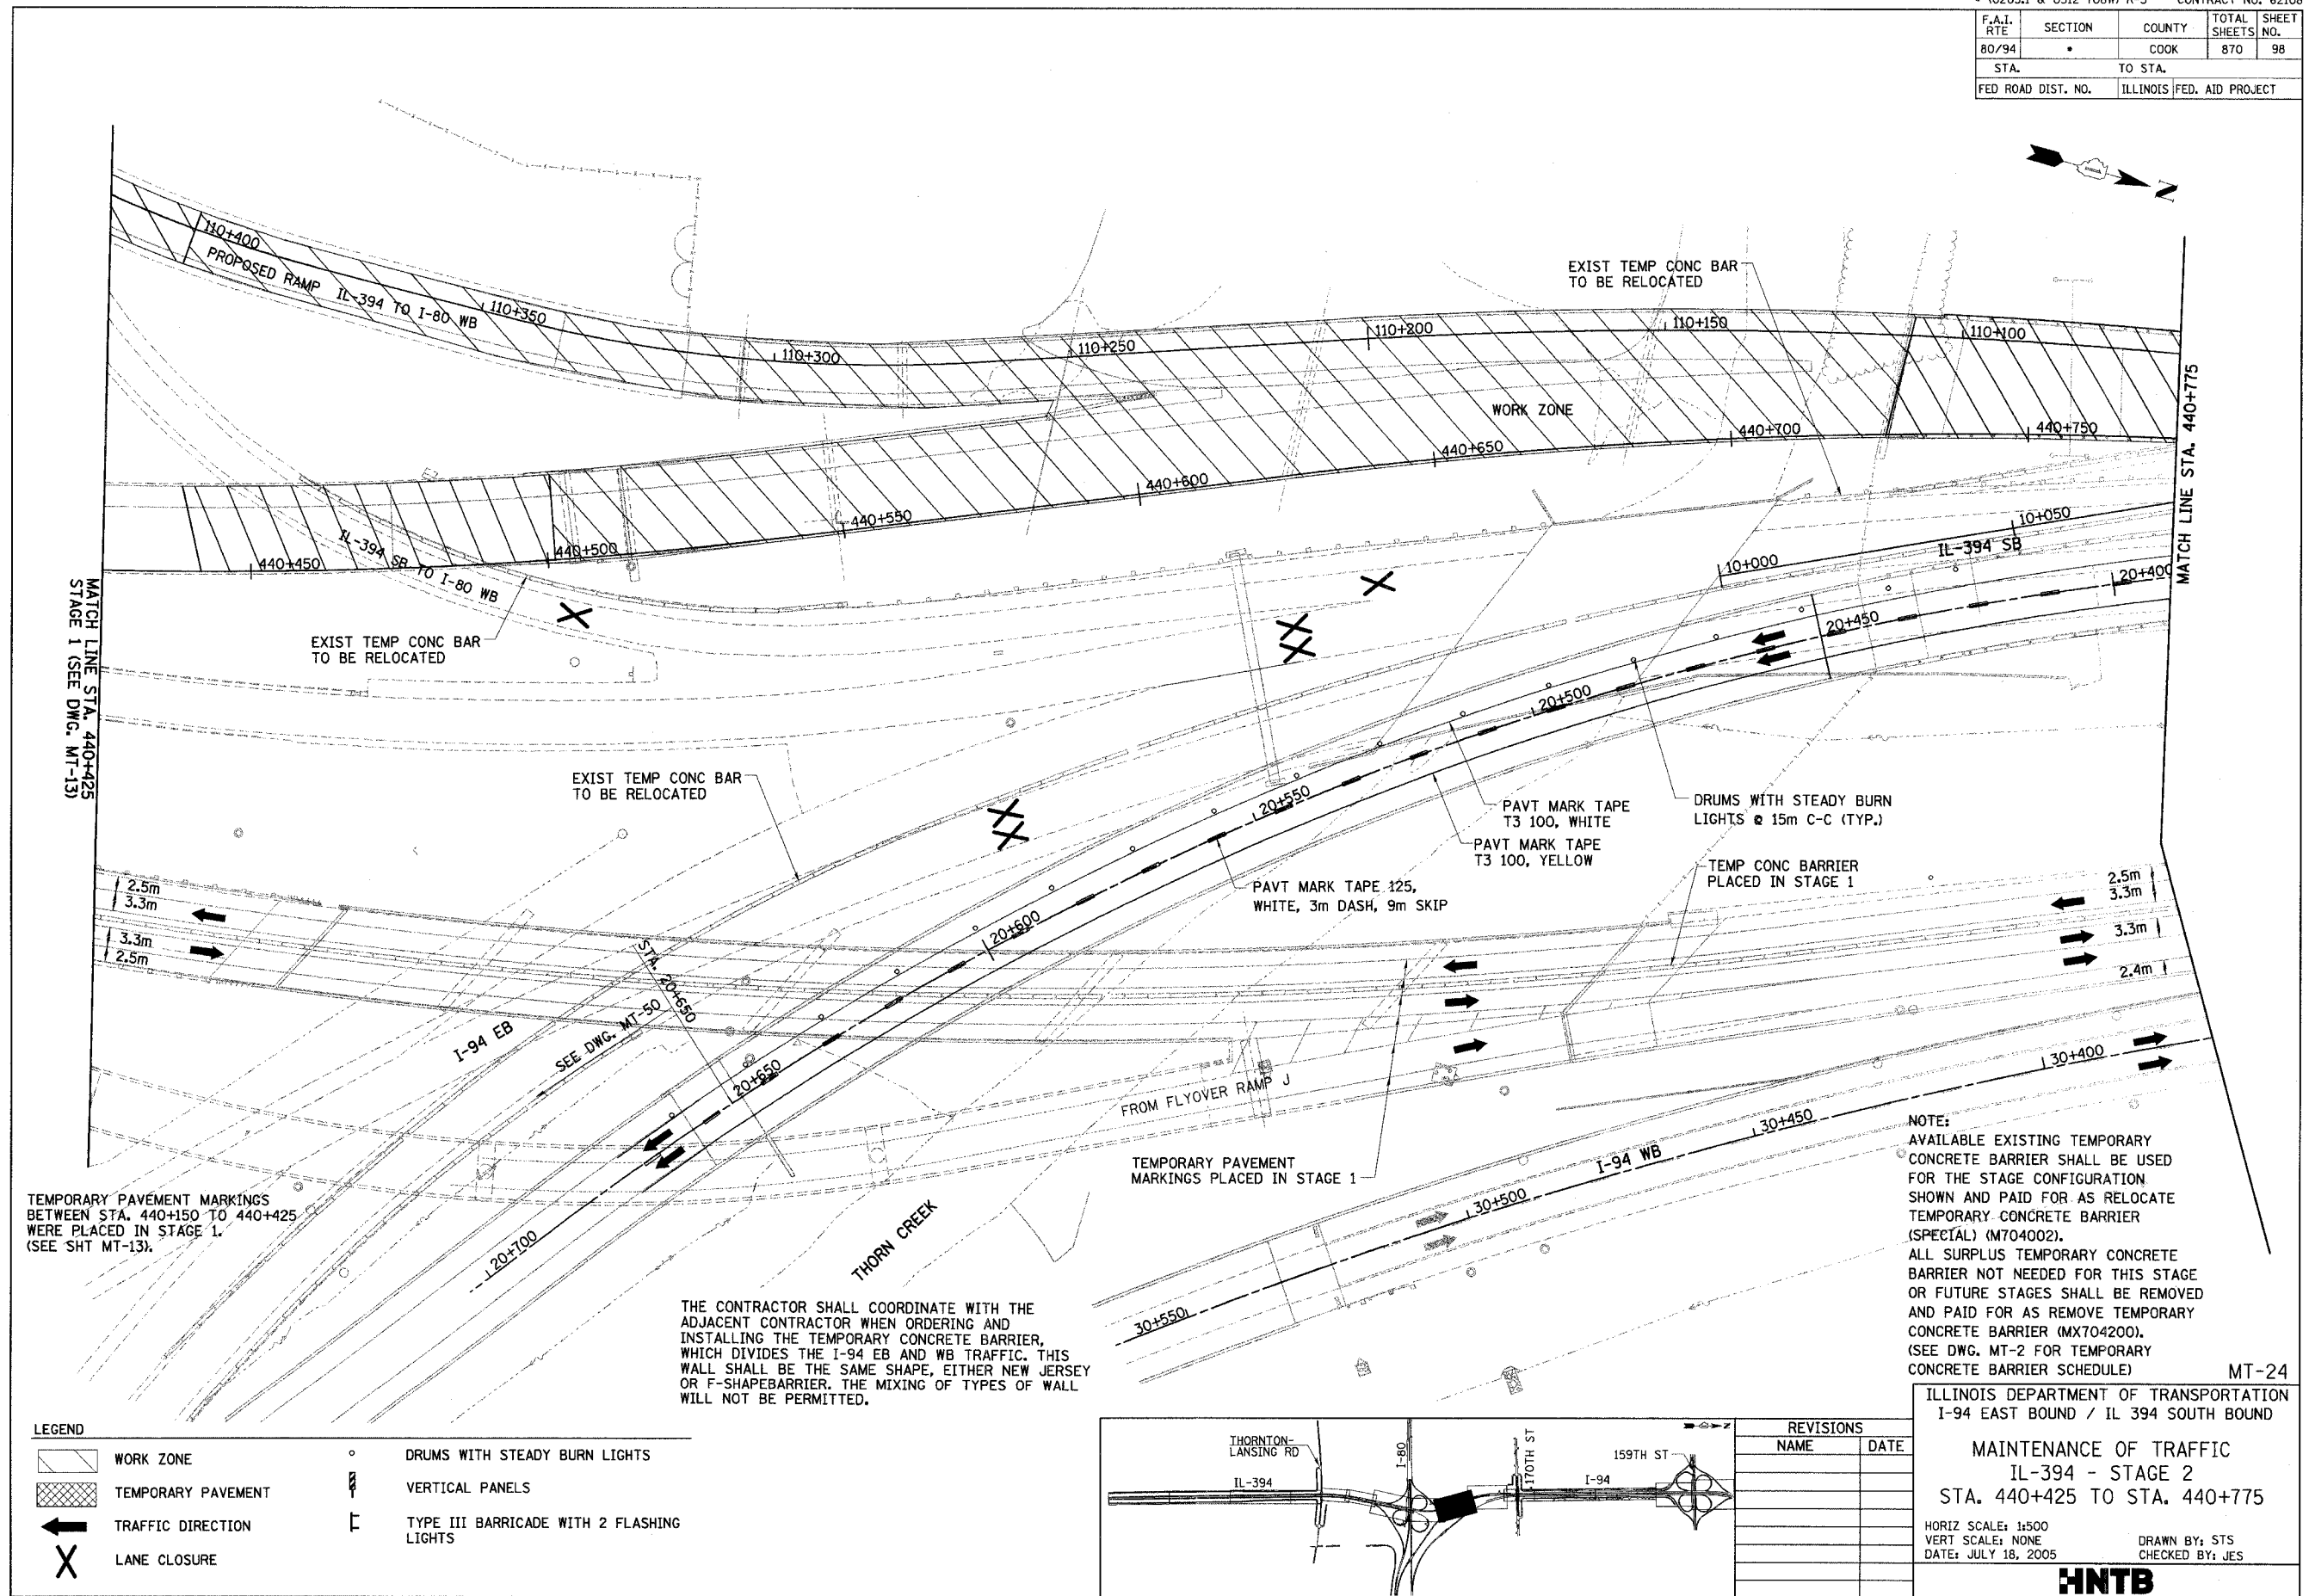 CONTRACT NO. 62108
F.A.I. RTE
SECTION
COUNTY
TOTAL SHEETS
SHEET NO.
80/94
•
COOK
870
98
STA.
TO STA.
FED ROAD DIST. NO.
ILLINOIS
FED. AID PROJECT
N
EXIST TEMP CONC BAR
TO BE RELOCATED
110+400
PROPOSED RAMP IL-394 TO I-80 WB
110+350
110+300
110+250
110+200
110+150
110+100
WORK ZONE
440+450
440+500
440+550
440+600
440+650
440+700
440+750
MATCH LINE STA. 440+775
IL-394 SB TO I-80 WB
EXIST TEMP CONC BAR
TO BE RELOCATED
10+000
10+050
IL-394 SB
20+400
20+450
20+500
20+550
20+600
20+650
20+700
MATCH LINE STA. 440+425
STAGE 1 (SEE DWG. MT-13)
EXIST TEMP CONC BAR
TO BE RELOCATED
PAVT MARK TAPE
T3 100, WHITE
PAVT MARK TAPE
T3 100, YELLOW
DRUMS WITH STEADY BURN
LIGHTS @ 15m C-C (TYP.)
PAVT MARK TAPE 125,
WHITE, 3m DASH, 9m SKIP
TEMP CONC BARRIER
PLACED IN STAGE 1
2.5m
3.3m
3.3m
2.5m
2.5m
3.3m
3.3m
2.4m
STA. 20+650
SEE DWG. MT-50
I-94 EB
FROM FLYOVER RAMP J
30+400
30+450
30+500
30+550
I-94 WB
TEMPORARY PAVEMENT
MARKINGS PLACED IN STAGE 1
THORN CREEK
TEMPORARY PAVEMENT MARKINGS
BETWEEN STA. 440+150 TO 440+425
WERE PLACED IN STAGE 1.
(SEE SHT MT-13).
THE CONTRACTOR SHALL COORDINATE WITH THE
ADJACENT CONTRACTOR WHEN ORDERING AND
INSTALLING THE TEMPORARY CONCRETE BARRIER,
WHICH DIVIDES THE I-94 EB AND WB TRAFFIC. THIS
WALL SHALL BE THE SAME SHAPE, EITHER NEW JERSEY
OR F-SHAPEBARRIER. THE MIXING OF TYPES OF WALL
WILL NOT BE PERMITTED.
NOTE:
AVAILABLE EXISTING TEMPORARY
CONCRETE BARRIER SHALL BE USED
FOR THE STAGE CONFIGURATION
SHOWN AND PAID FOR AS RELOCATE
TEMPORARY CONCRETE BARRIER
(SPECIAL) (M704002).
ALL SURPLUS TEMPORARY CONCRETE
BARRIER NOT NEEDED FOR THIS STAGE
OR FUTURE STAGES SHALL BE REMOVED
AND PAID FOR AS REMOVE TEMPORARY
CONCRETE BARRIER (MX704200).
(SEE DWG. MT-2 FOR TEMPORARY
CONCRETE BARRIER SCHEDULE)
MT-24
LEGEND
WORK ZONE
TEMPORARY PAVEMENT
TRAFFIC DIRECTION
LANE CLOSURE
DRUMS WITH STEADY BURN LIGHTS
VERTICAL PANELS
TYPE III BARRICADE WITH 2 FLASHING
LIGHTS
THORNTON-
LANSING RD
IL-394
I-80
170TH ST
I-94
159TH ST
REVISIONS
NAME
DATE
ILLINOIS DEPARTMENT OF TRANSPORTATION
I-94 EAST BOUND / IL 394 SOUTH BOUND
MAINTENANCE OF TRAFFIC
IL-394 - STAGE 2
STA. 440+425 TO STA. 440+775
HORIZ SCALE: 1:500
VERT SCALE: NONE
DATE: JULY 18, 2005
DRAWN BY: STS
CHECKED BY: JES
HNTB